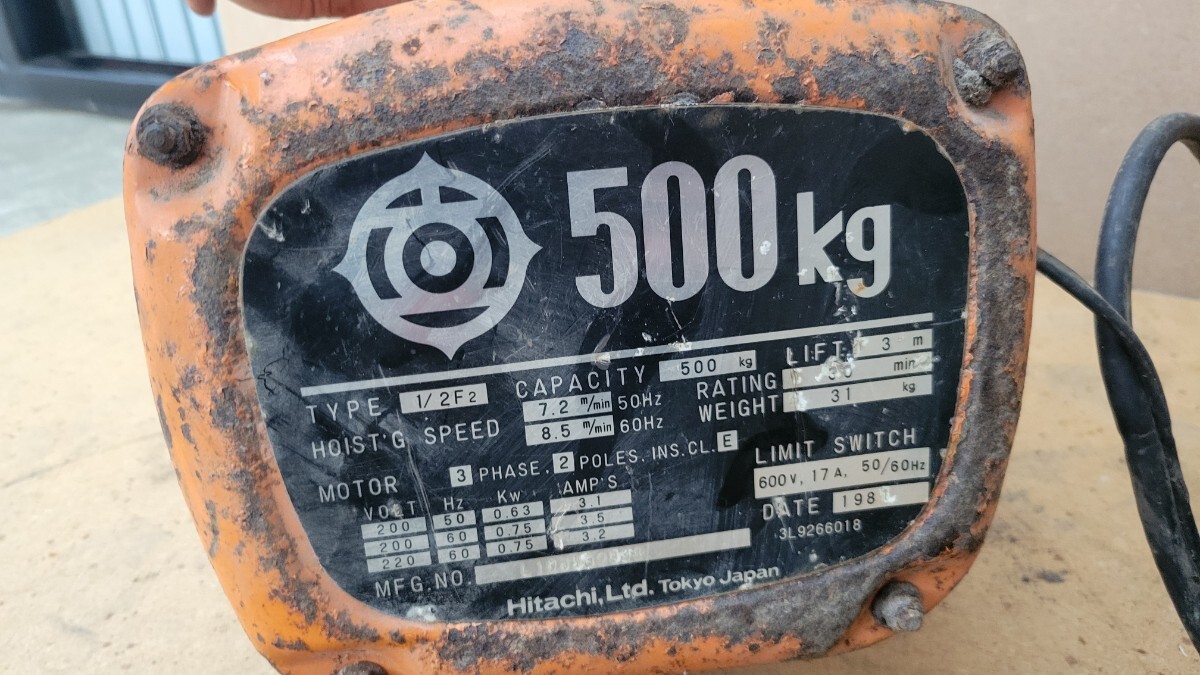 500kg
TYPE 1/2F2 CAPACITY 500 kg LIFT 3 m
HOIST'G SPEED 7.2 m/min 50Hz RATING 30 min
8.5 m/min 60Hz WEIGHT 31 kg
MOTOR 3 PHASE. 2 POLES. INS.CL. E LIMIT SWITCH
600V, 17A, 50/60Hz
VOLT Hz Kw AMP'S
200 50 0.63 3.1
200 60 0.75 3.5
220 60 0.75 3.2
DATE
3L9266018
MFG.NO.
Hitachi, Ltd. Tokyo Japan